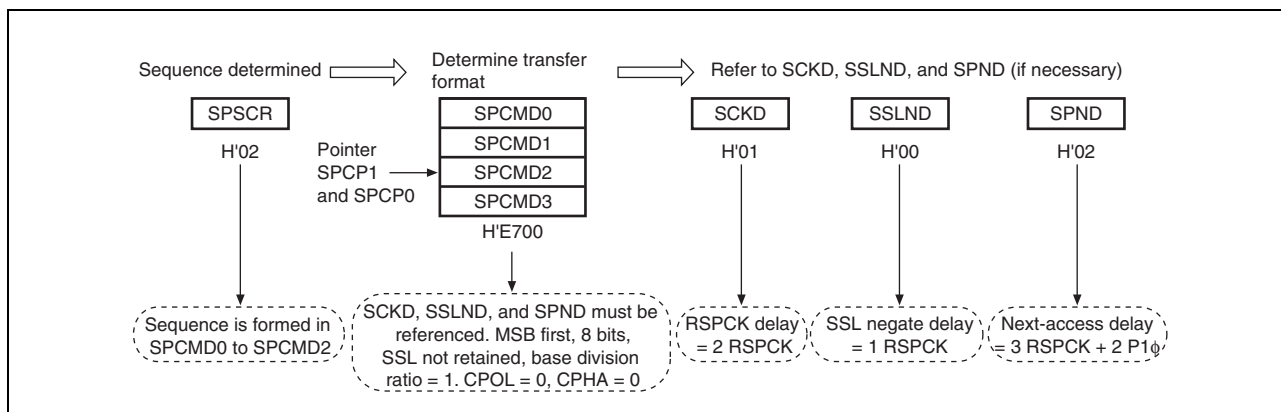 Sequence determined
Determine transfer
format
Refer to SCKD, SSLND, and SPND (if necessary)
SPSCR
H'02
Pointer
SPCP1
and SPCP0
SPCMD0
SPCMD1
SPCMD2
SPCMD3
H'E700
SCKD
H'01
SSLND
H'00
SPND
H'02
Sequence is formed in
SPCMD0 to SPCMD2
SCKD, SSLND, and SPND must be
referenced. MSB first, 8 bits,
SSL not retained, base division
ratio = 1. CPOL = 0, CPHA = 0
RSPCK delay
= 2 RSPCK
SSL negate delay
= 1 RSPCK
Next-access delay
= 3 RSPCK + 2 P1ϕ